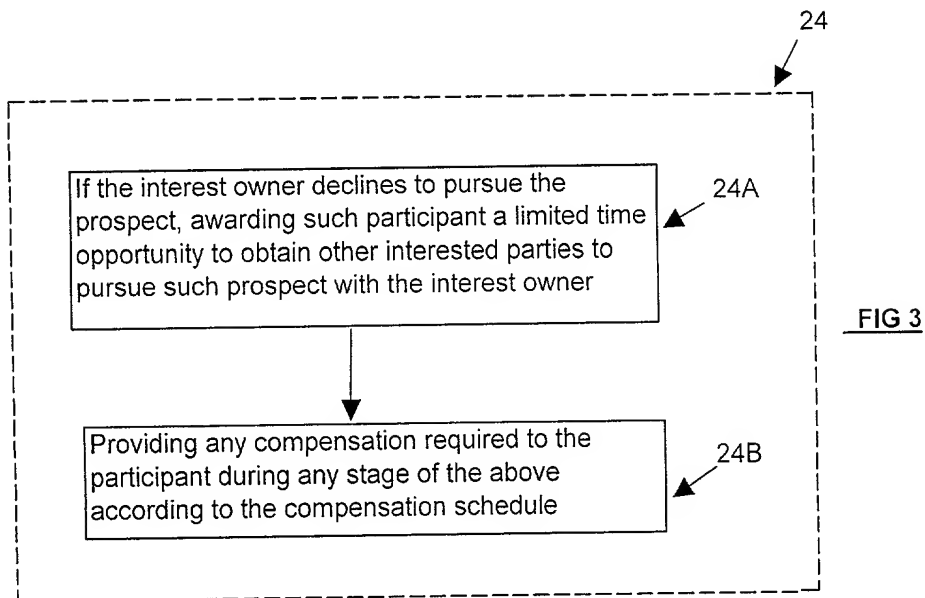 24
If the interest owner declines to pursue the
prospect, awarding such participant a limited time
opportunity to obtain other interested parties to
pursue such prospect with the interest owner
24A
FIG 3
Providing any compensation required to the
participant during any stage of the above
according to the compensation schedule
24B